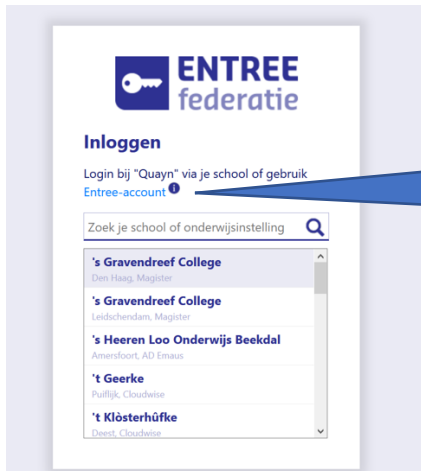 ENTREE
federatie
Inloggen
Login bij "Quayn" via je school of gebruik
Entree-account i
Zoek je school of onderwijsinstelling
's Gravendreef College
Den Haag, Magister
's Gravendreef College
Leidschendam, Magister
's Heeren Loo Onderwijs Beekdal
Amersfoort, AD Emaus
't Geerke
Puiflijk, Cloudwise
't Klòsterhûfke
Deest, Cloudwise